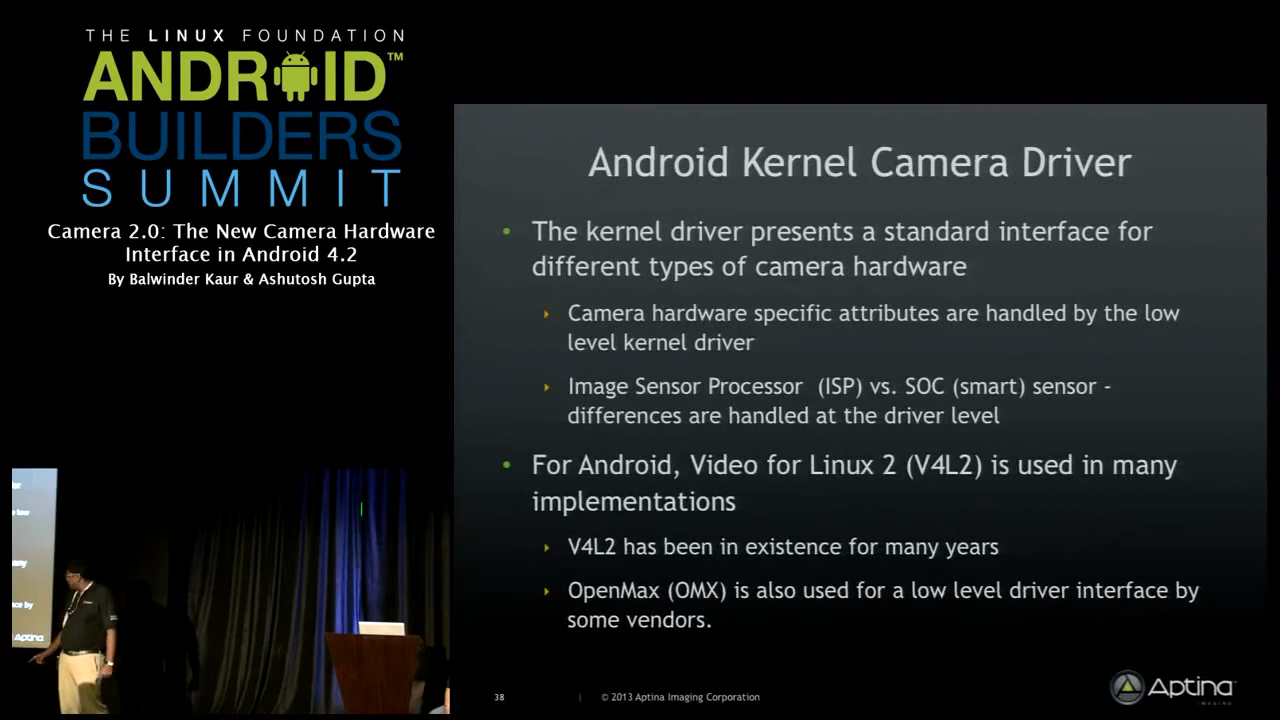 THE LINUX FOUNDATION
ANDROID™
BUILDERS
SUMMIT
Camera 2.0: The New Camera Hardware
Interface in Android 4.2
By Balwinder Kaur & Ashutosh Gupta
Android Kernel Camera Driver
• The kernel driver presents a standard interface for
different types of camera hardware
Camera hardware specific attributes are handled by the low
level kernel driver
Image Sensor Processor (ISP) vs. SOC (smart) sensor -
differences are handled at the driver level
• For Android, Video for Linux 2 (V4L2) is used in many
implementations
V4L2 has been in existence for many years
OpenMax (OMX) is also used for a low level driver interface by
some vendors.
38 | © 2013 Aptina Imaging Corporation
Aptina
IMAGING
Aptina